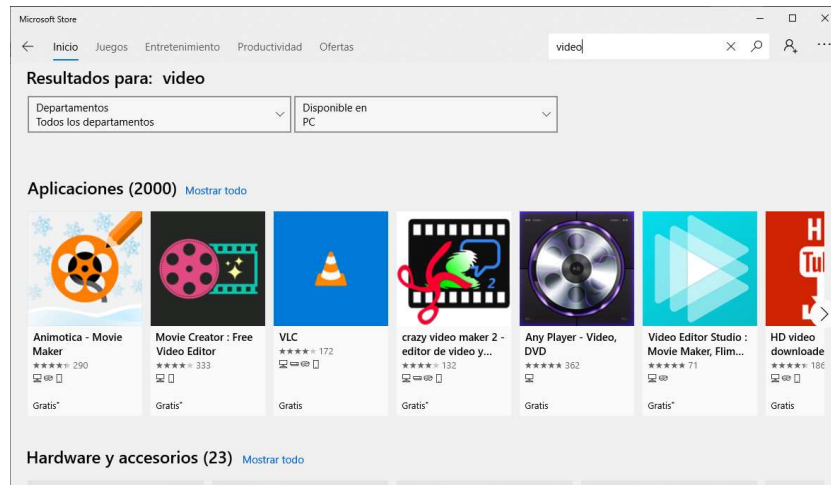 Microsoft Store
Inicio Juegos Entretenimiento Productividad Ofertas video
Resultados para: video
Departamentos
Todos los departamentos
Disponible en
PC
Aplicaciones (2000) Mostrar todo
Animotica - Movie
Maker
290
Gratis*
Movie Creator : Free
Video Editor
333
Gratis*
VLC
172
Gratis
2
crazy video maker 2 -
editor de video y...
132
Gratis*
Any Player - Video,
DVD
362
Gratis
Video Editor Studio :
Movie Maker, Flim...
71
Gratis*
H
Tu
HD video
downloade
186
Gratis
Hardware y accesorios (23) Mostrar todo